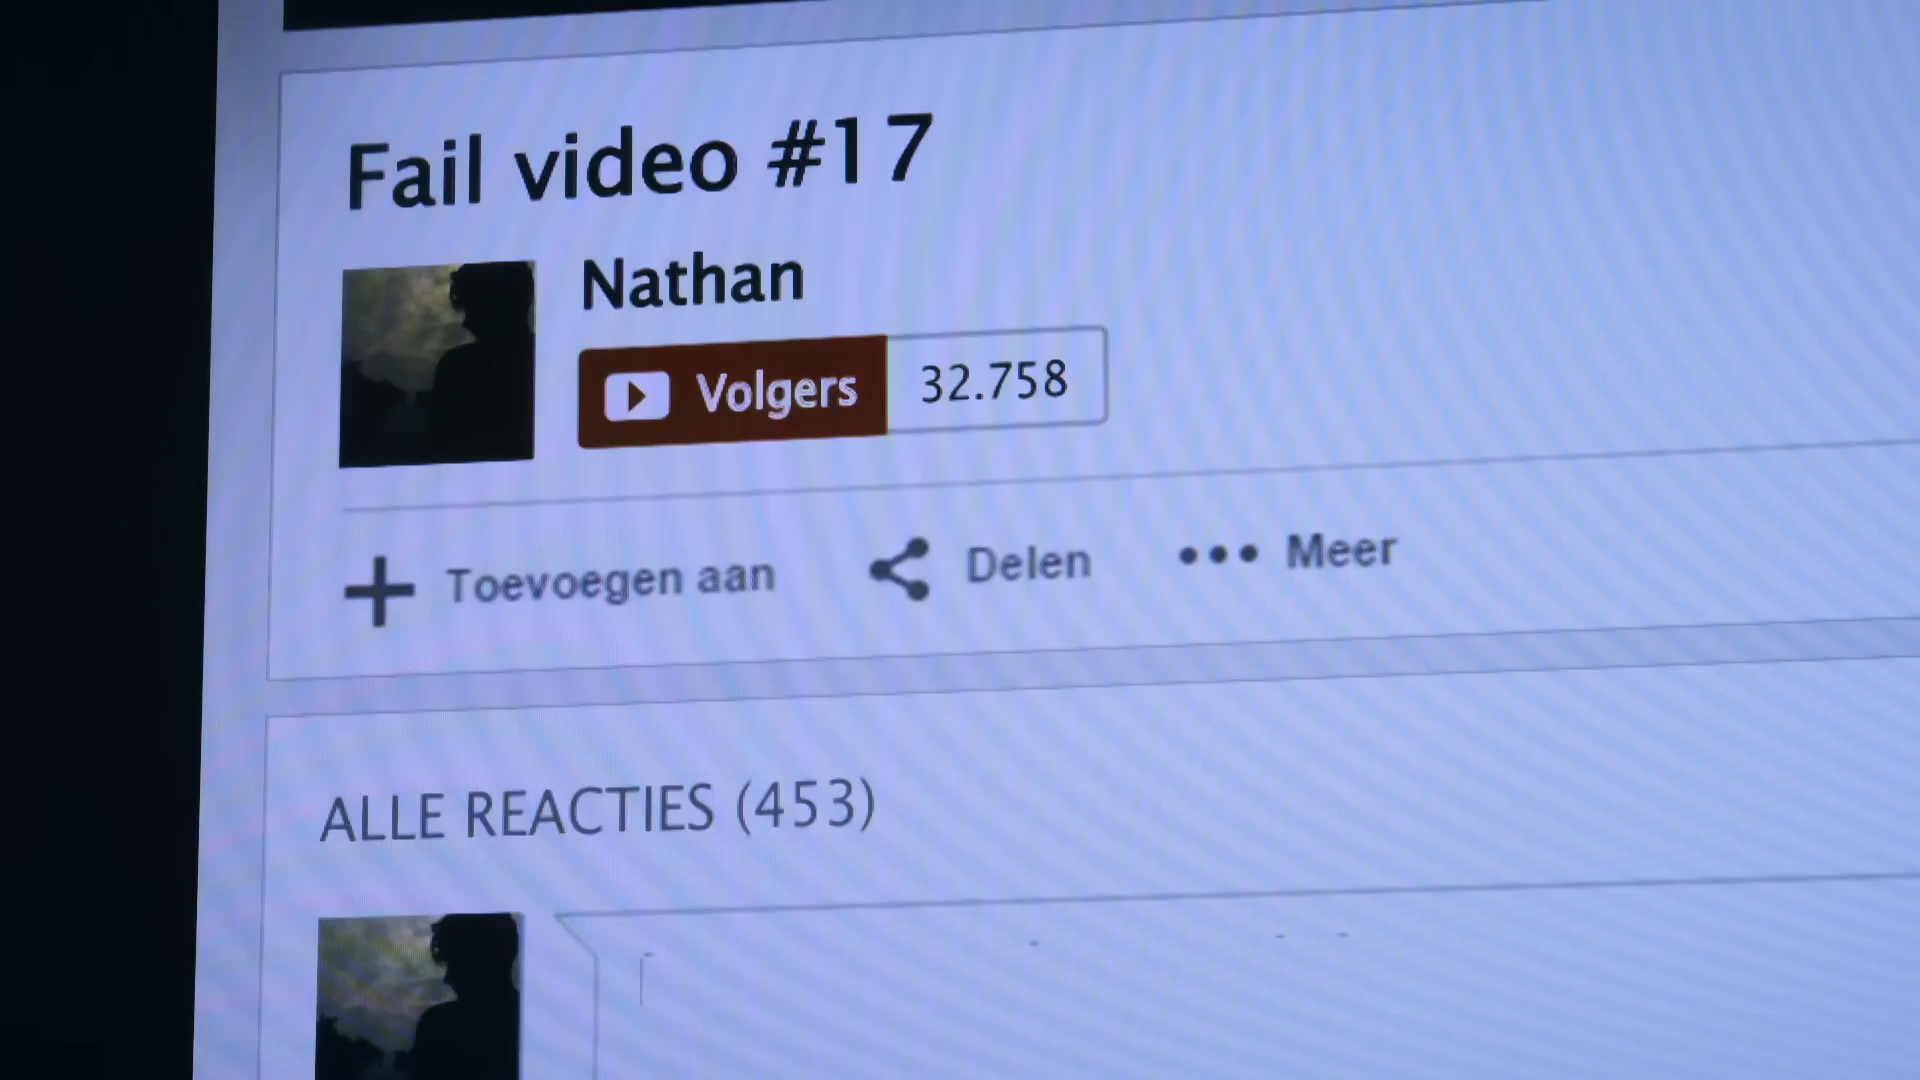 Fail video #17
Nathan
Volgers 32.758
Toevoegen aan Delen Meer
ALLE REACTIES (453)